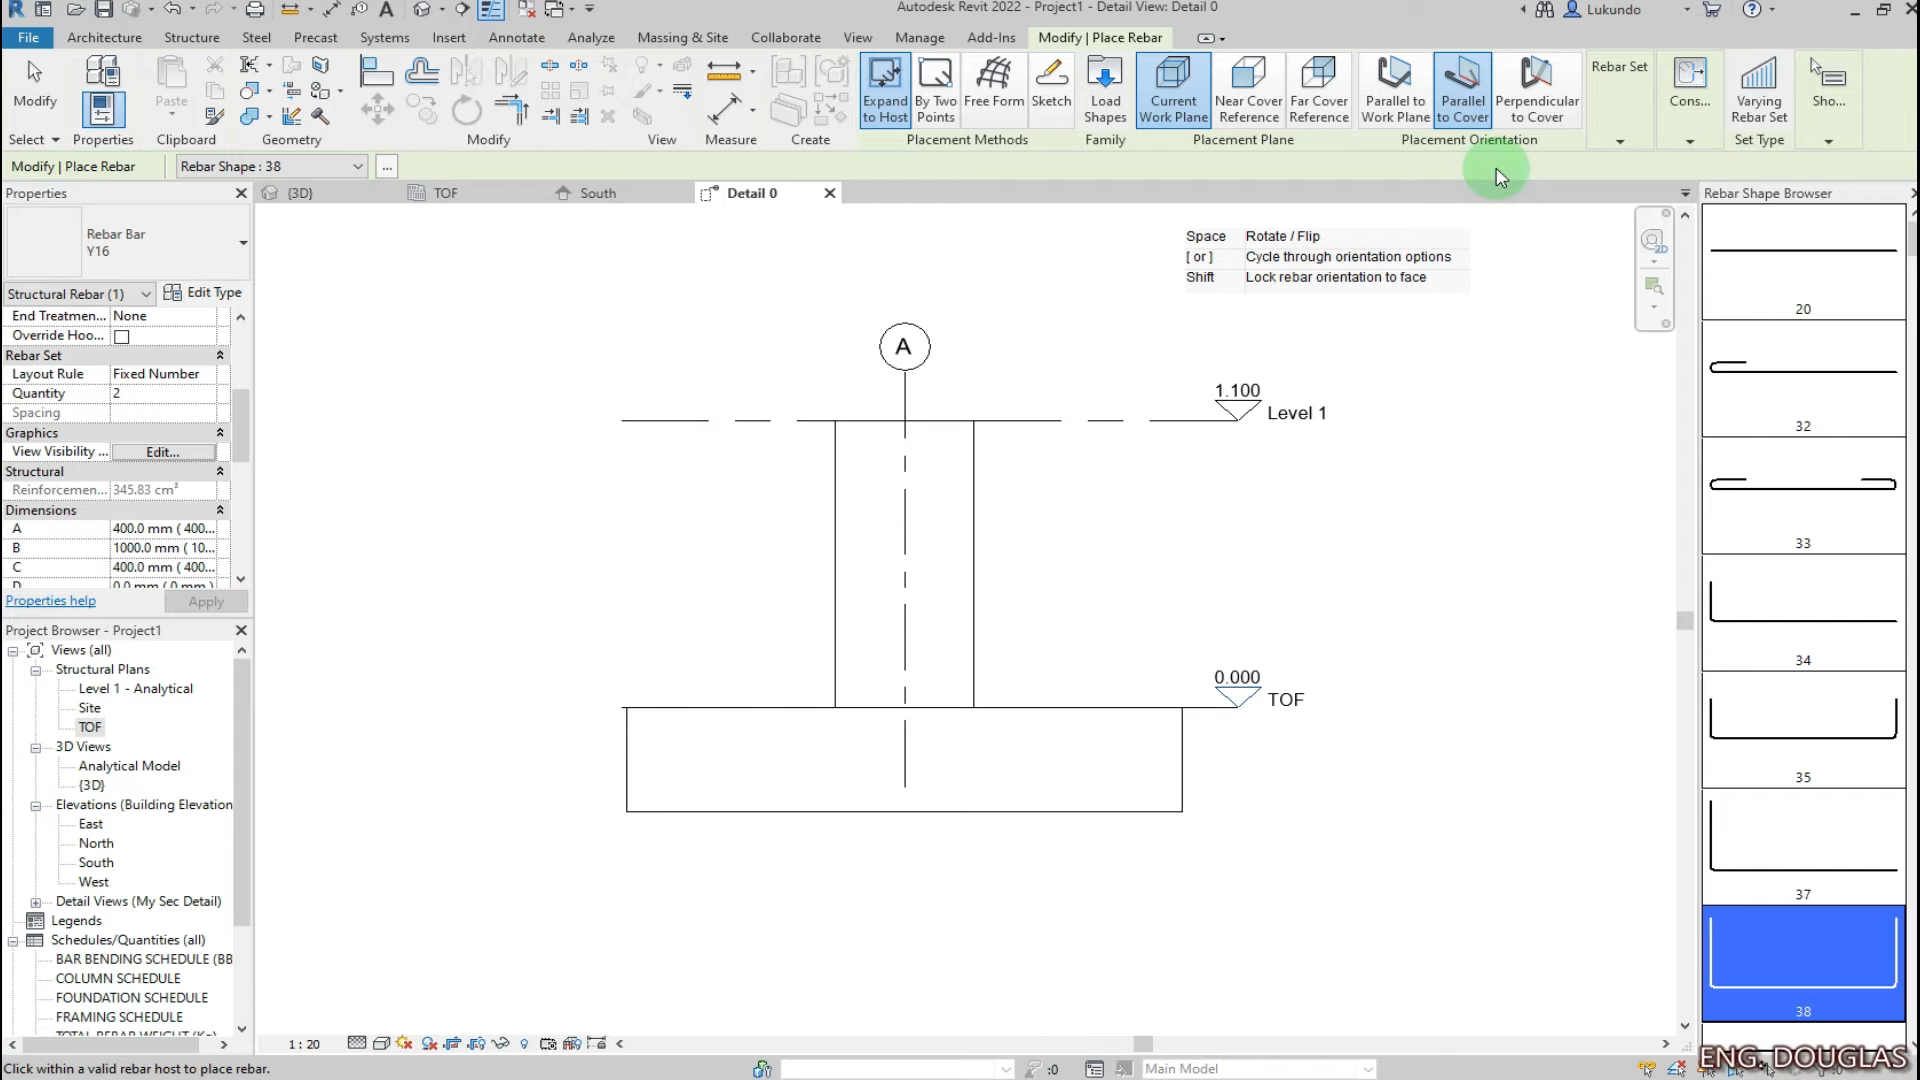 Autodesk Revit 2022 - Project1 - Detail View: Detail 0
Lukundo
File Architecture Structure Steel Precast Systems Insert Annotate Analyze Massing & Site Collaborate View Manage Add-Ins Modify | Place Rebar
Modify
Paste
Expand to Host
By Two Points
Free Form
Sketch
Load Shapes
Current Work Plane
Near Cover Reference
Far Cover Reference
Parallel to Work Plane
Parallel to Cover
Perpendicular to Cover
Rebar Set
Cons...
Varying Rebar Set
Sho...
Select Properties Clipboard Geometry Modify View Measure Create Placement Methods Family Placement Plane Placement Orientation Set Type
Modify | Place Rebar
Rebar Shape : 38
...
Properties
{3D}
TOF
South
Detail 0
Rebar Shape Browser
Rebar Bar
Y16
Structural Rebar (1)
Edit Type
End Treatmen... None
Override Hoo...
Rebar Set
Layout Rule Fixed Number
Quantity 2
Spacing
Graphics
View Visibility ... Edit...
Structural
Reinforcemen... 345.83 cm³
Dimensions
A 400.0 mm ( 400...
B 1000.0 mm ( 10...
C 400.0 mm ( 400...
D 0.0 mm ( 0 mm )
Properties help
Apply
Project Browser - Project1
Views (all)
Structural Plans
Level 1 - Analytical
Site
TOF
3D Views
Analytical Model
{3D}
Elevations (Building Elevation
East
North
South
West
Detail Views (My Sec Detail)
Legends
Schedules/Quantities (all)
BAR BENDING SCHEDULE (BB
COLUMN SCHEDULE
FOUNDATION SCHEDULE
FRAMING SCHEDULE
TOTAL REBAR WEIGHT (Kg)
Space Rotate / Flip
[ or ] Cycle through orientation options
Shift Lock rebar orientation to face
2D
A
1.100
Level 1
0.000
TOF
20
32
33
34
35
37
38
1 : 20
Click within a valid rebar host to place rebar.
:0
Main Model
ENG. DOUGLAS